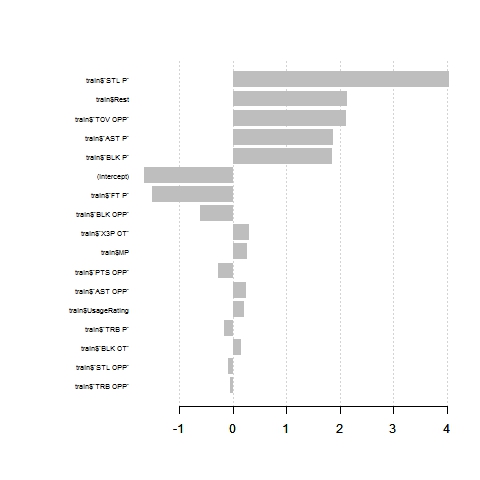 train$`STL P`
train$Rest
train$`TOV OPP`
train$`AST P`
train$`BLK P`
(Intercept)
train$`FT P`
train$`BLK OPP`
train$`X3P OT`
train$MP
train$`PTS OPP`
train$`AST OPP`
train$UsageRating
train$`TRB P`
train$`BLK OT`
train$`STL OPP`
train$`TRB OPP`
-1 0 1 2 3 4